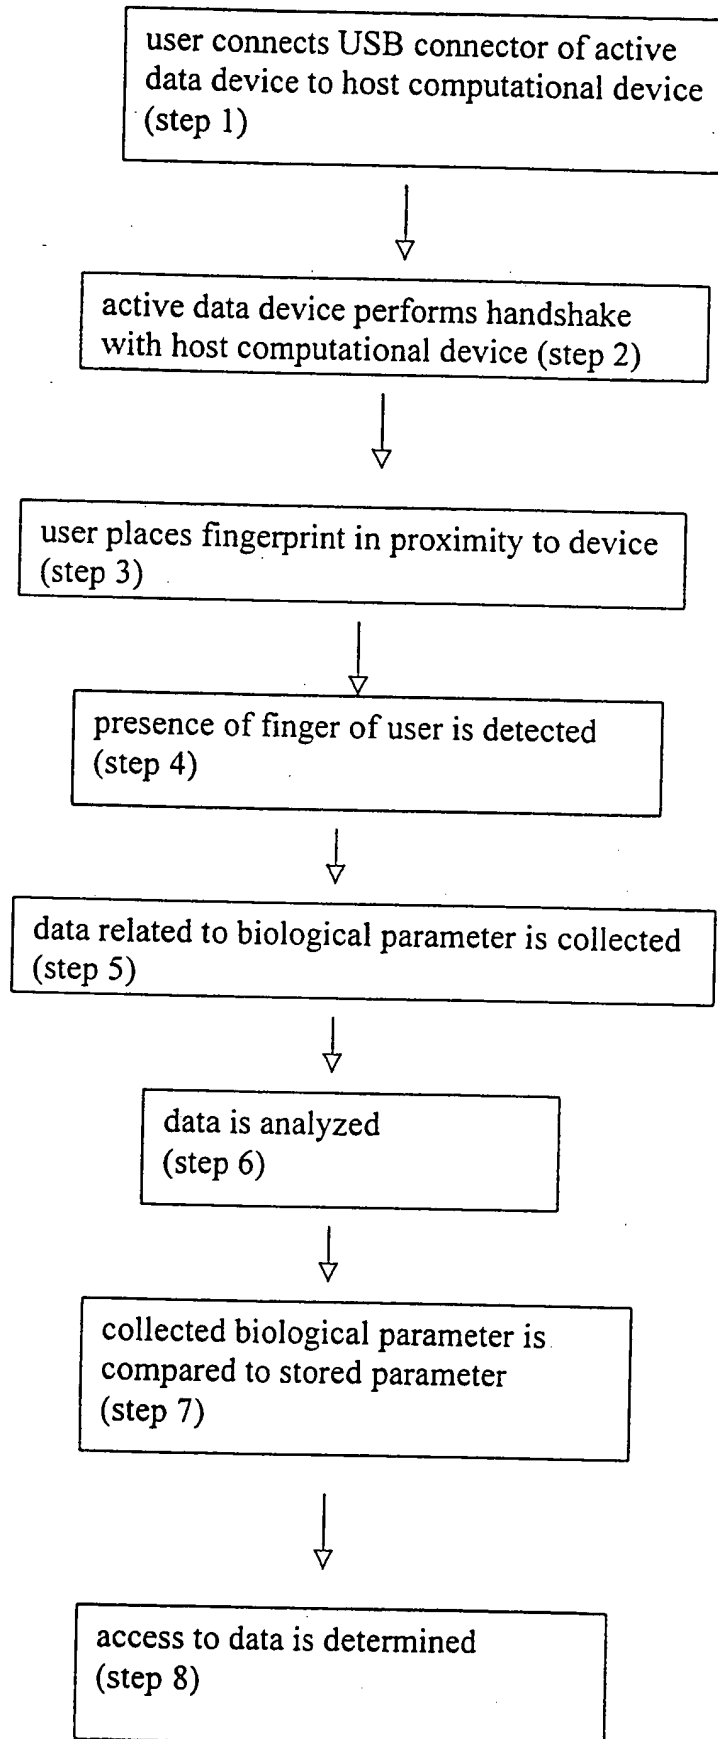 user connects USB connector of active
data device to host computational device
(step 1)
active data device performs handshake
with host computational device (step 2)
user places fingerprint in proximity to device
(step 3)
presence of finger of user is detected
(step 4)
data related to biological parameter is collected
(step 5)
data is analyzed
(step 6)
collected biological parameter is
compared to stored parameter
(step 7)
access to data is determined
(step 8)